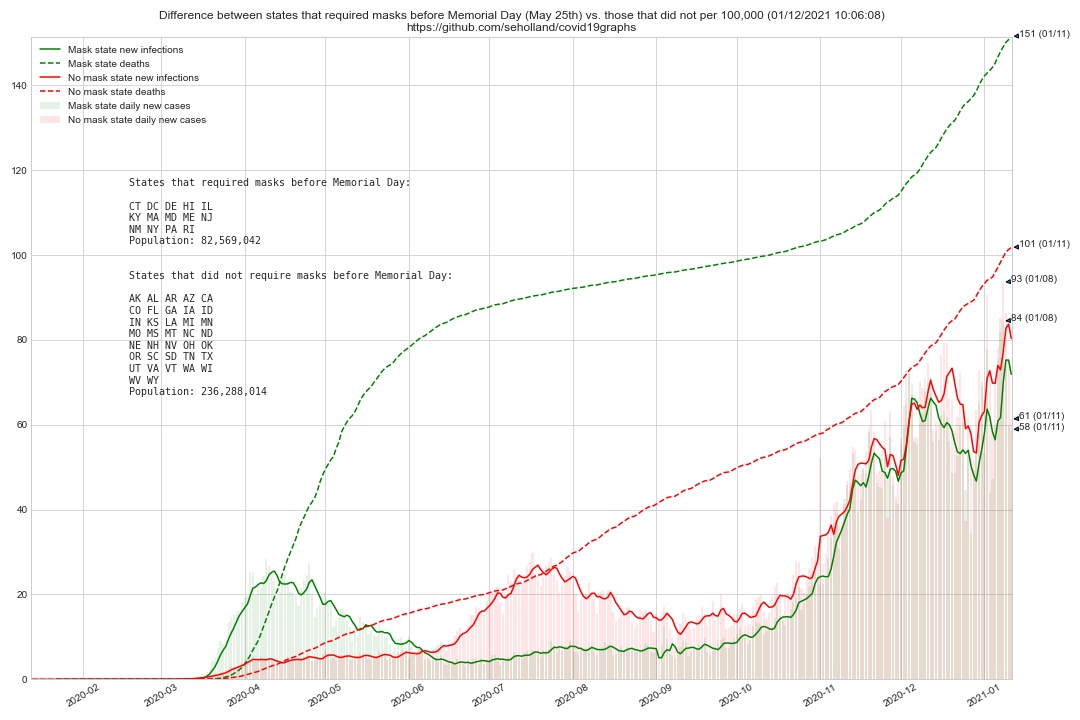 Difference between states that required masks before Memorial Day (May 25th) vs. those that did not per 100,000 (01/12/2021 10:06:08)
https://github.com/seholland/covid19graphs
Mask state new infections
Mask state deaths
No mask state new infections
No mask state deaths
Mask state daily new cases
No mask state daily new cases
States that required masks before Memorial Day:
CT DC DE HI IL
KY MA MD ME NJ
NM NY PA RI
Population: 82,569,042
States that did not require masks before Memorial Day:
AK AL AR AZ CA
CO FL GA IA ID
IN KS LA MI MN
MO MS MT NC ND
NE NH NV OH OK
OR SC SD TN TX
UT VA VT WA WI
WV WY
Population: 236,288,014
151 (01/11)
101 (01/11)
93 (01/08)
84 (01/08)
61 (01/11)
58 (01/11)
140
120
100
80
60
40
20
0
2020-02
2020-03
2020-04
2020-05
2020-06
2020-07
2020-08
2020-09
2020-10
2020-11
2020-12
2021-01